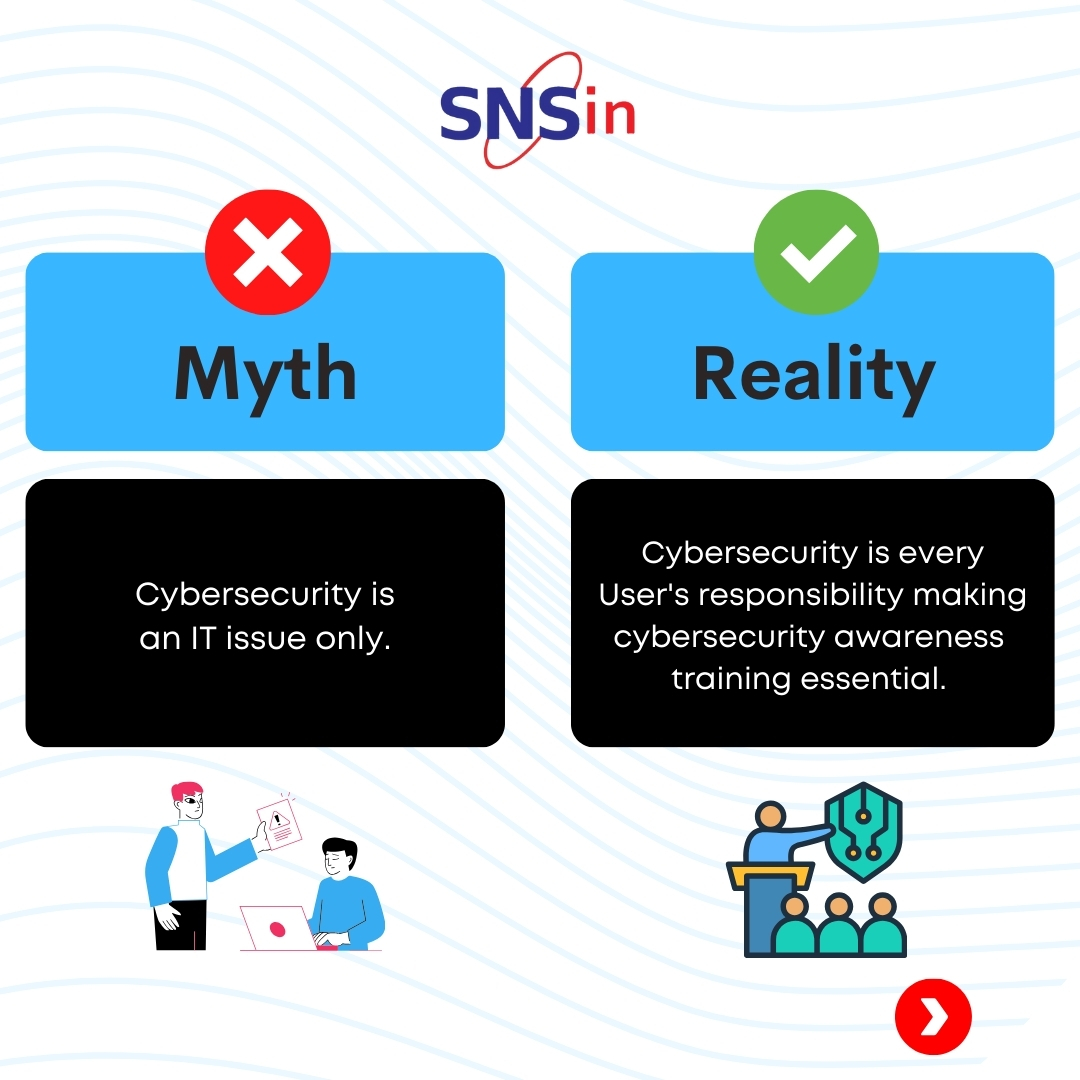 SNSin
Myth
Cybersecurity is
an IT issue only.
Reality
Cybersecurity is every
User's responsibility making
cybersecurity awareness
training essential.